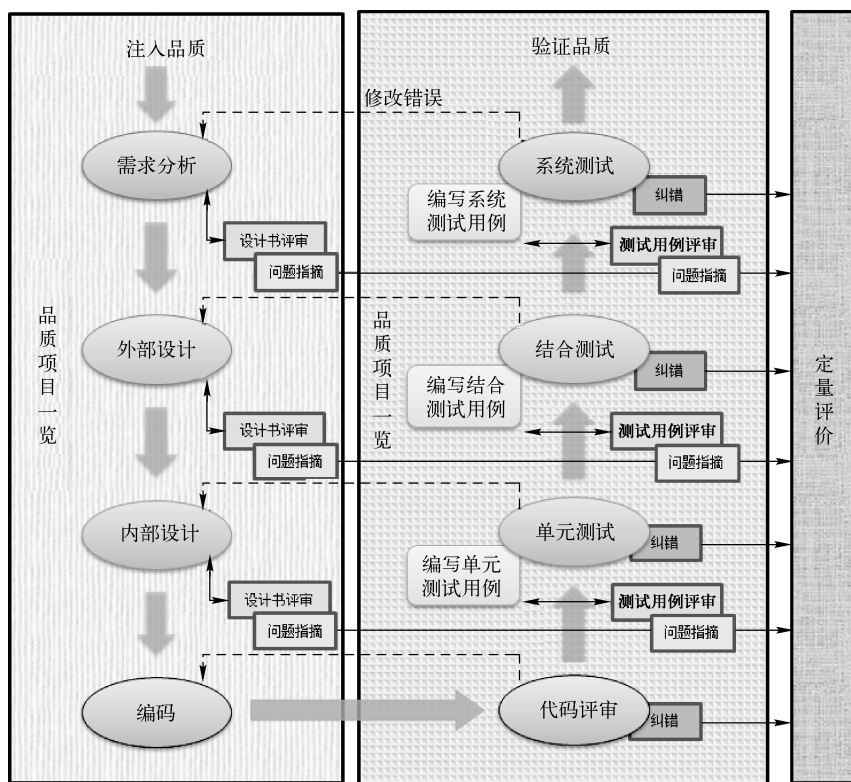 注入品质
验证品质
修改错误
需求分析
系统测试
编写系统
测试用例
纠错
设计书评审
问题指摘
测试用例评审
问题指摘
品质项目一览
外部设计
品质项目一览
结合测试
编写结合
测试用例
纠错
定量评价
设计书评审
问题指摘
测试用例评审
问题指摘
内部设计
单元测试
编写单元
测试用例
纠错
设计书评审
问题指摘
测试用例评审
问题指摘
编码
代码评审
纠错